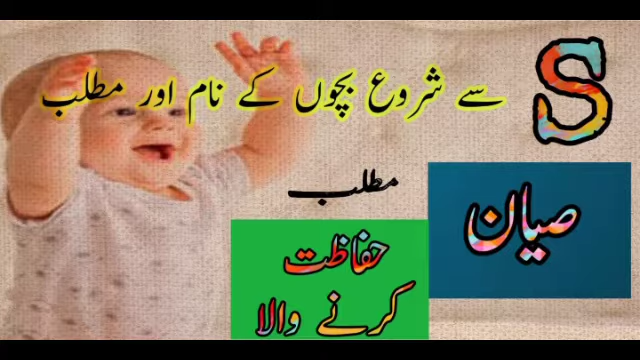 S سے شروع بچوں کے نام اور مطلب
صیان
مطلب
حفاظت
کرنے والا